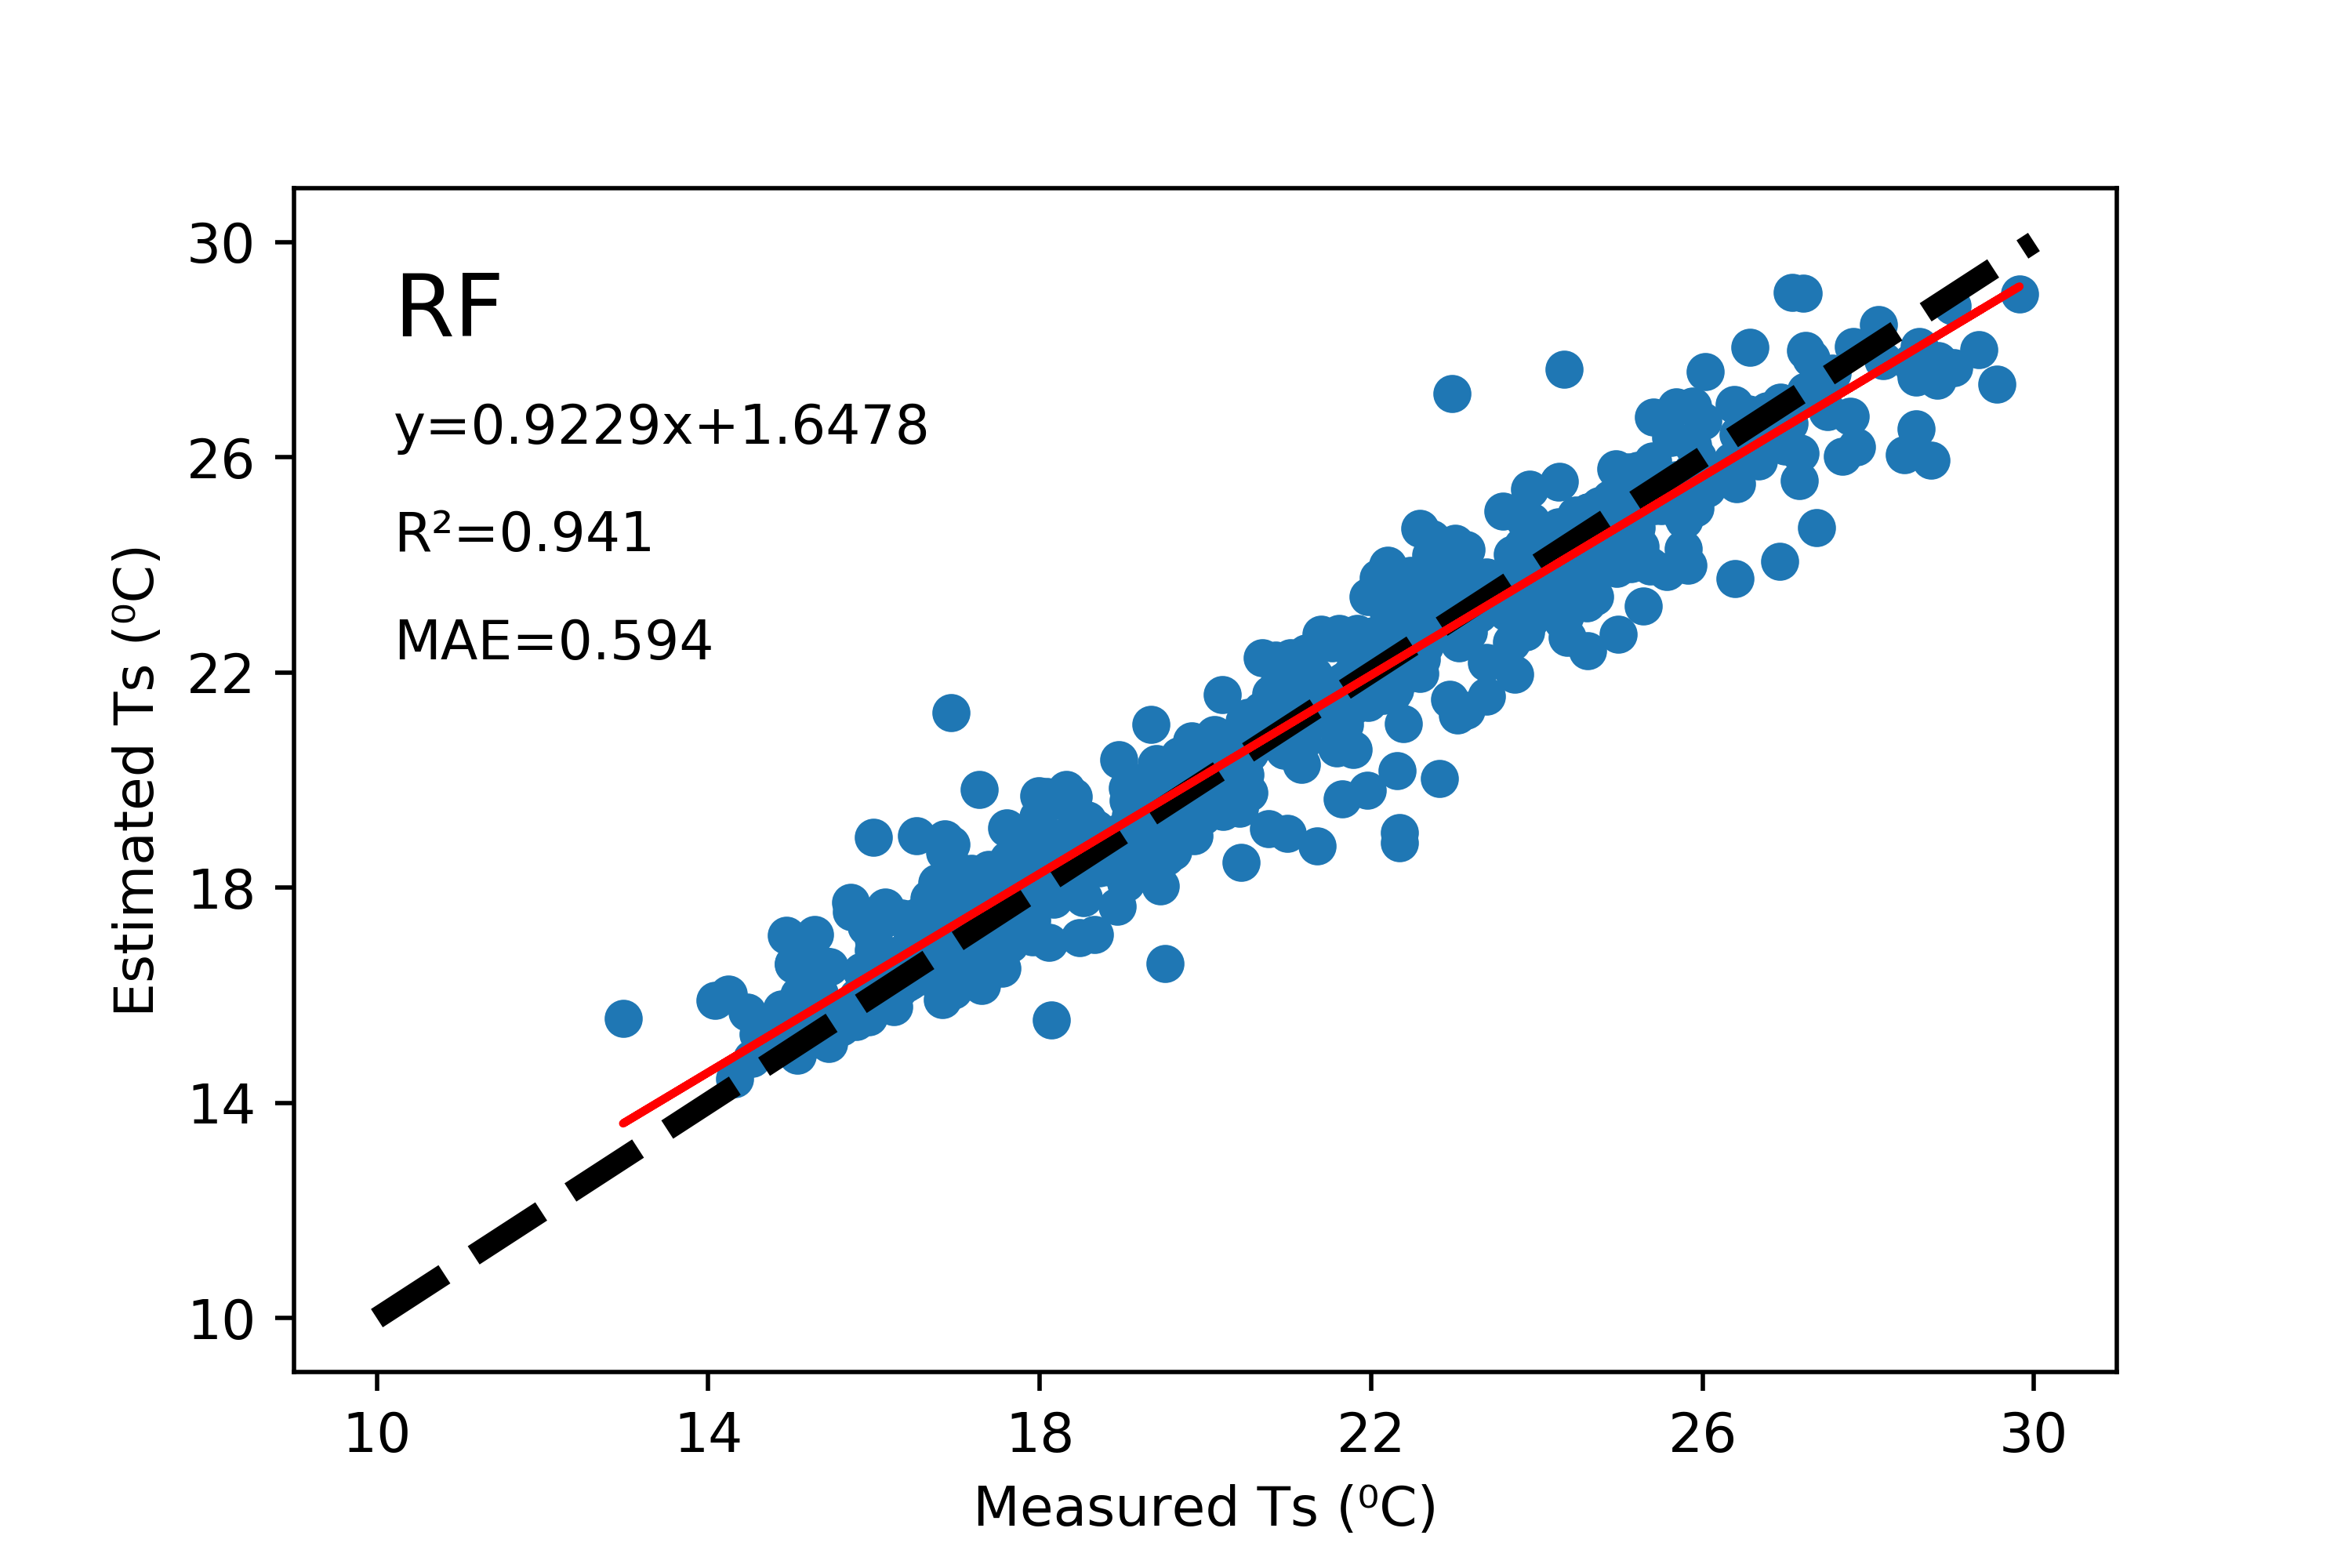 RF
y=0.9229x+1.6478
R²=0.941
MAE=0.594
Estimated Ts (⁰C)
30
26
22
18
14
10
10 14 18 22 26 30
Measured Ts (⁰C)